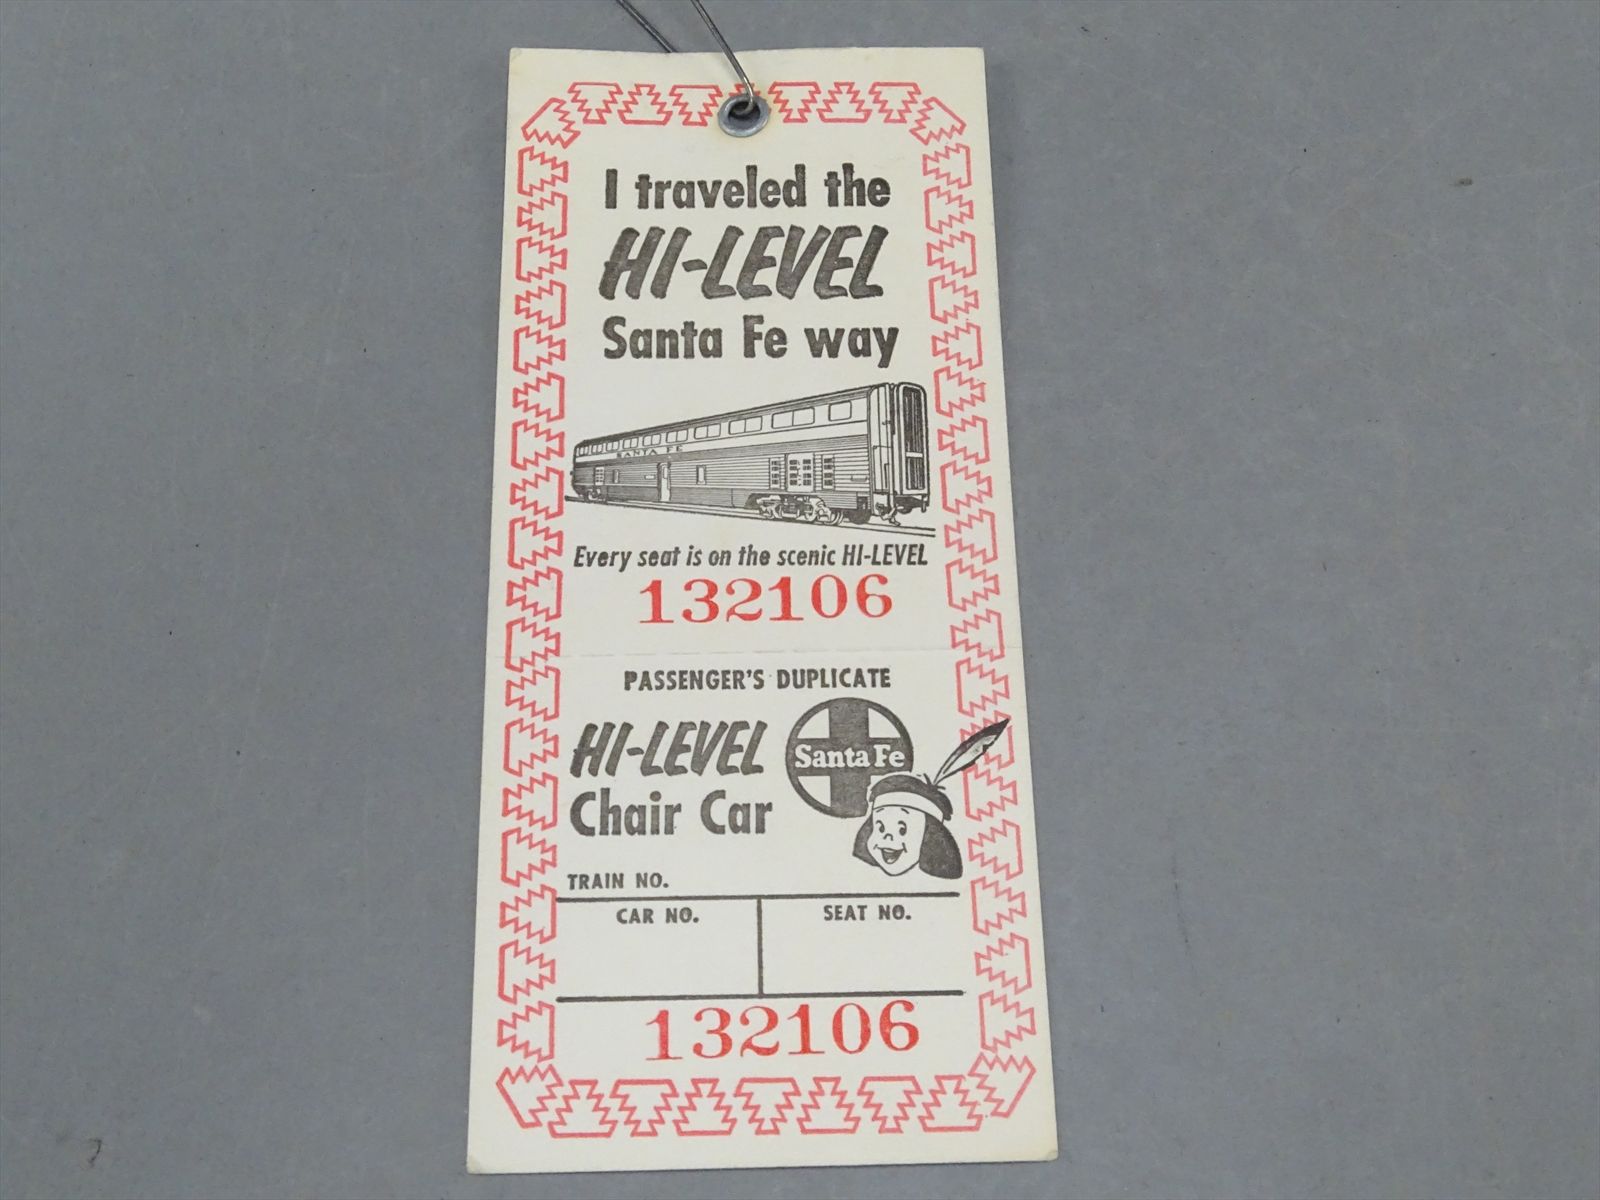 I traveled the
HI-LEVEL
Santa Fe way
SANTA FE
Every seat is on the scenic HI-LEVEL
132106
PASSENGER'S DUPLICATE
HI-LEVEL
Chair Car
Santa Fe
TRAIN NO.
CAR NO.
SEAT NO.
132106